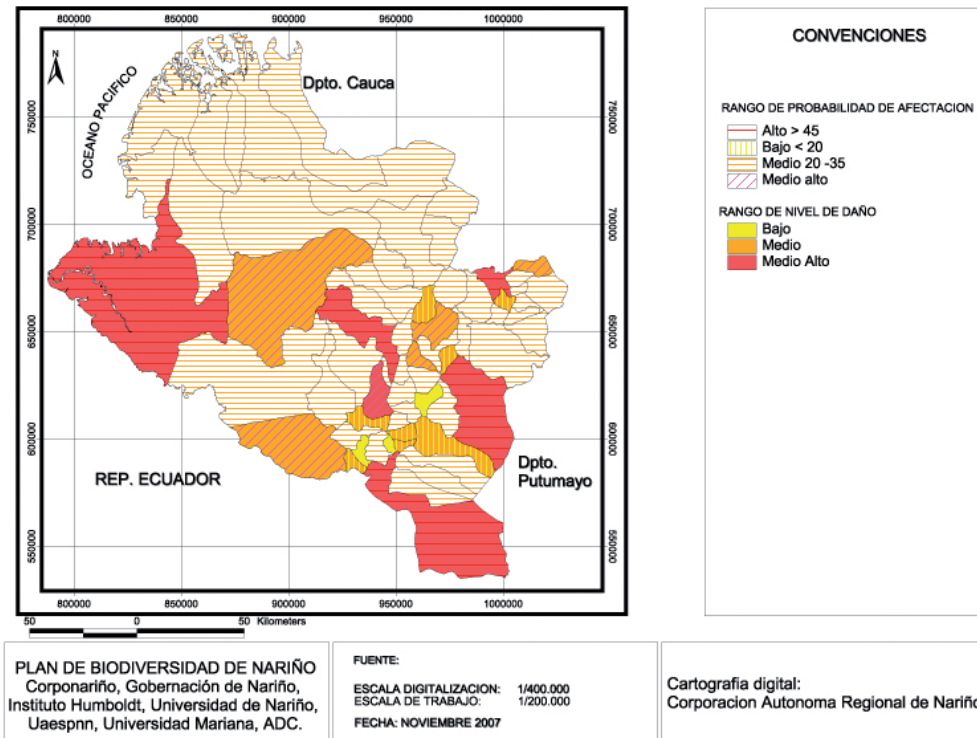 800000 850000 900000 950000 1000000
N
OCEANO PACIFICO
Dpto. Cauca
750000
750000
700000
700000
650000
650000
600000
600000
550000
550000
REP. ECUADOR
Dpto.
Putumayo
800000 850000 900000 950000 1000000
50 0 50 Kilometers
CONVENCIONES
RANGO DE PROBABILIDAD DE AFECTACION
Alto > 45
Bajo < 20
Medio 20 -35
Medio alto
RANGO DE NIVEL DE DAÑO
Bajo
Medio
Medio Alto
PLAN DE BIODIVERSIDAD DE NARIÑO
Corponariño, Gobernación de Nariño,
Instituto Humboldt, Universidad de Nariño,
Uaespnn, Universidad Mariana, ADC.
FUENTE:
ESCALA DIGITALIZACION: 1/400.000
ESCALA DE TRABAJO: 1/200.000
FECHA: NOVIEMBRE 2007
Cartografia digital:
Corporacion Autonoma Regional de Nariño